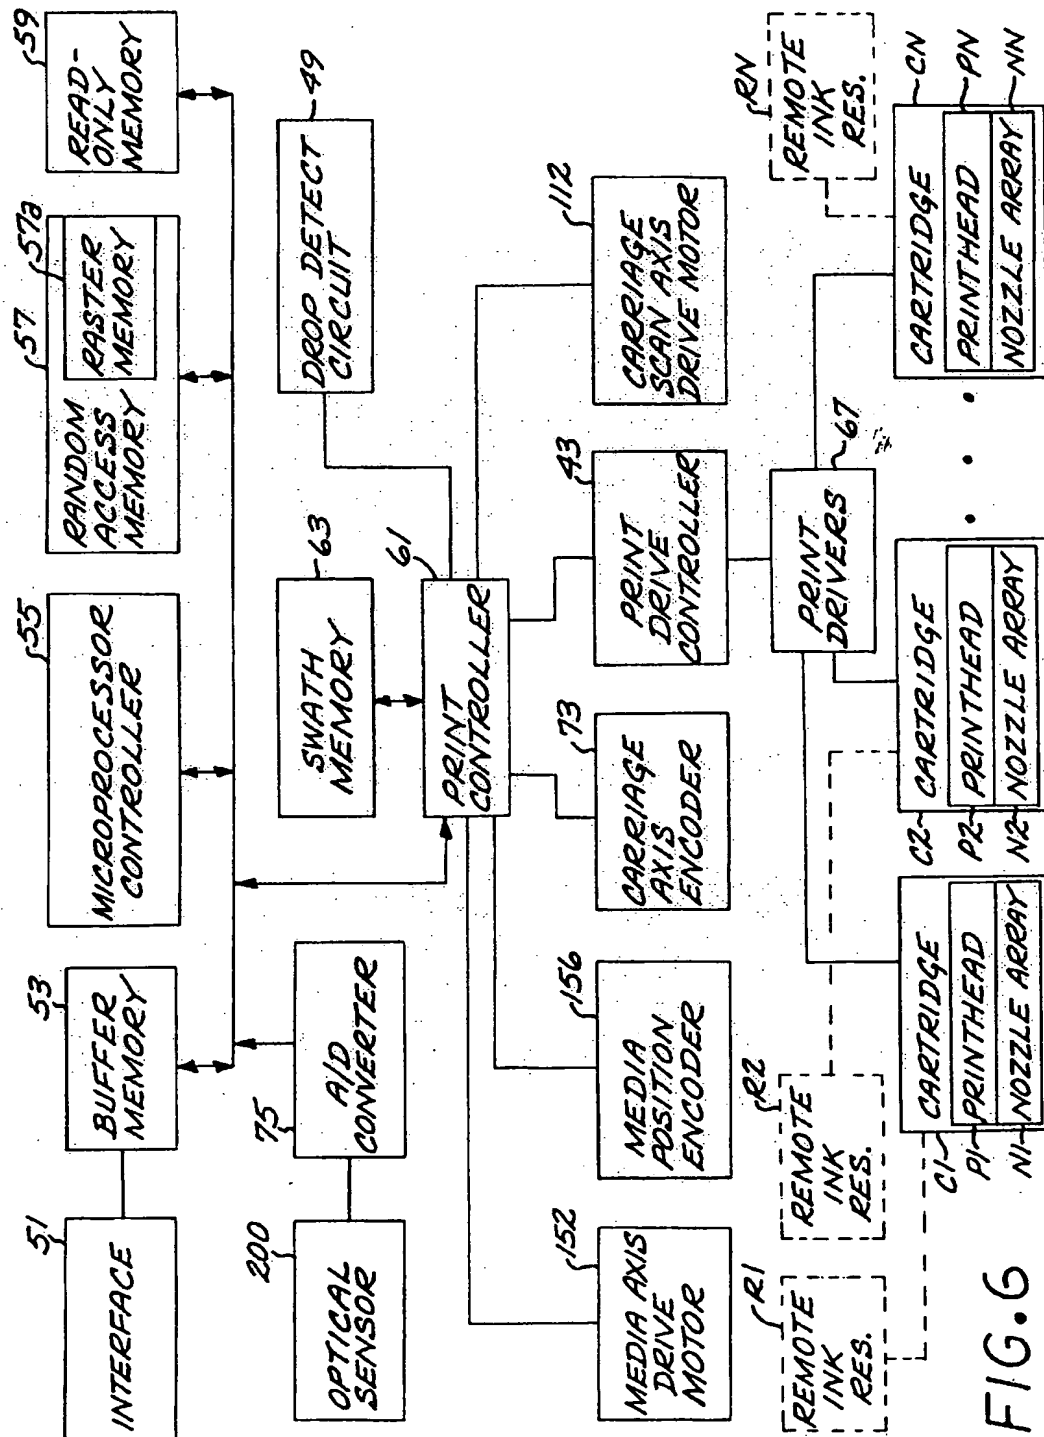 51
INTERFACE
53
BUFFER
MEMORY
55
MICROPROCESSOR
CONTROLLER
57
57a
RANDOM
ACCESS
MEMORY
RASTER
MEMORY
59
READ-
ONLY
MEMORY
200
OPTICAL
SENSOR
75
A/D
CONVERTER
63
SWATH
MEMORY
49
DROP DETECT
CIRCUIT
61
PRINT
CONTROLLER
152
MEDIA AXIS
DRIVE
MOTOR
156
MEDIA
POSITION
ENCODER
73
CARRIAGE
AXIS
ENCODER
43
PRINT
DRIVE
CONTROLLER
112
CARRIAGE
SCAN AXIS
DRIVE MOTOR
R1
REMOTE
INK
RES.
R2
REMOTE
INK
RES.
67
PRINT
DRIVERS
RN
REMOTE
INK
RES.
C1
CARTRIDGE
P1
PRINTHEAD
N1
NOZZLE ARRAY
C2
CARTRIDGE
P2
PRINTHEAD
N2
NOZZLE ARRAY
• • •
CARTRIDGE
CN
PRINTHEAD
PN
NOZZLE ARRAY
NN
FIG.6